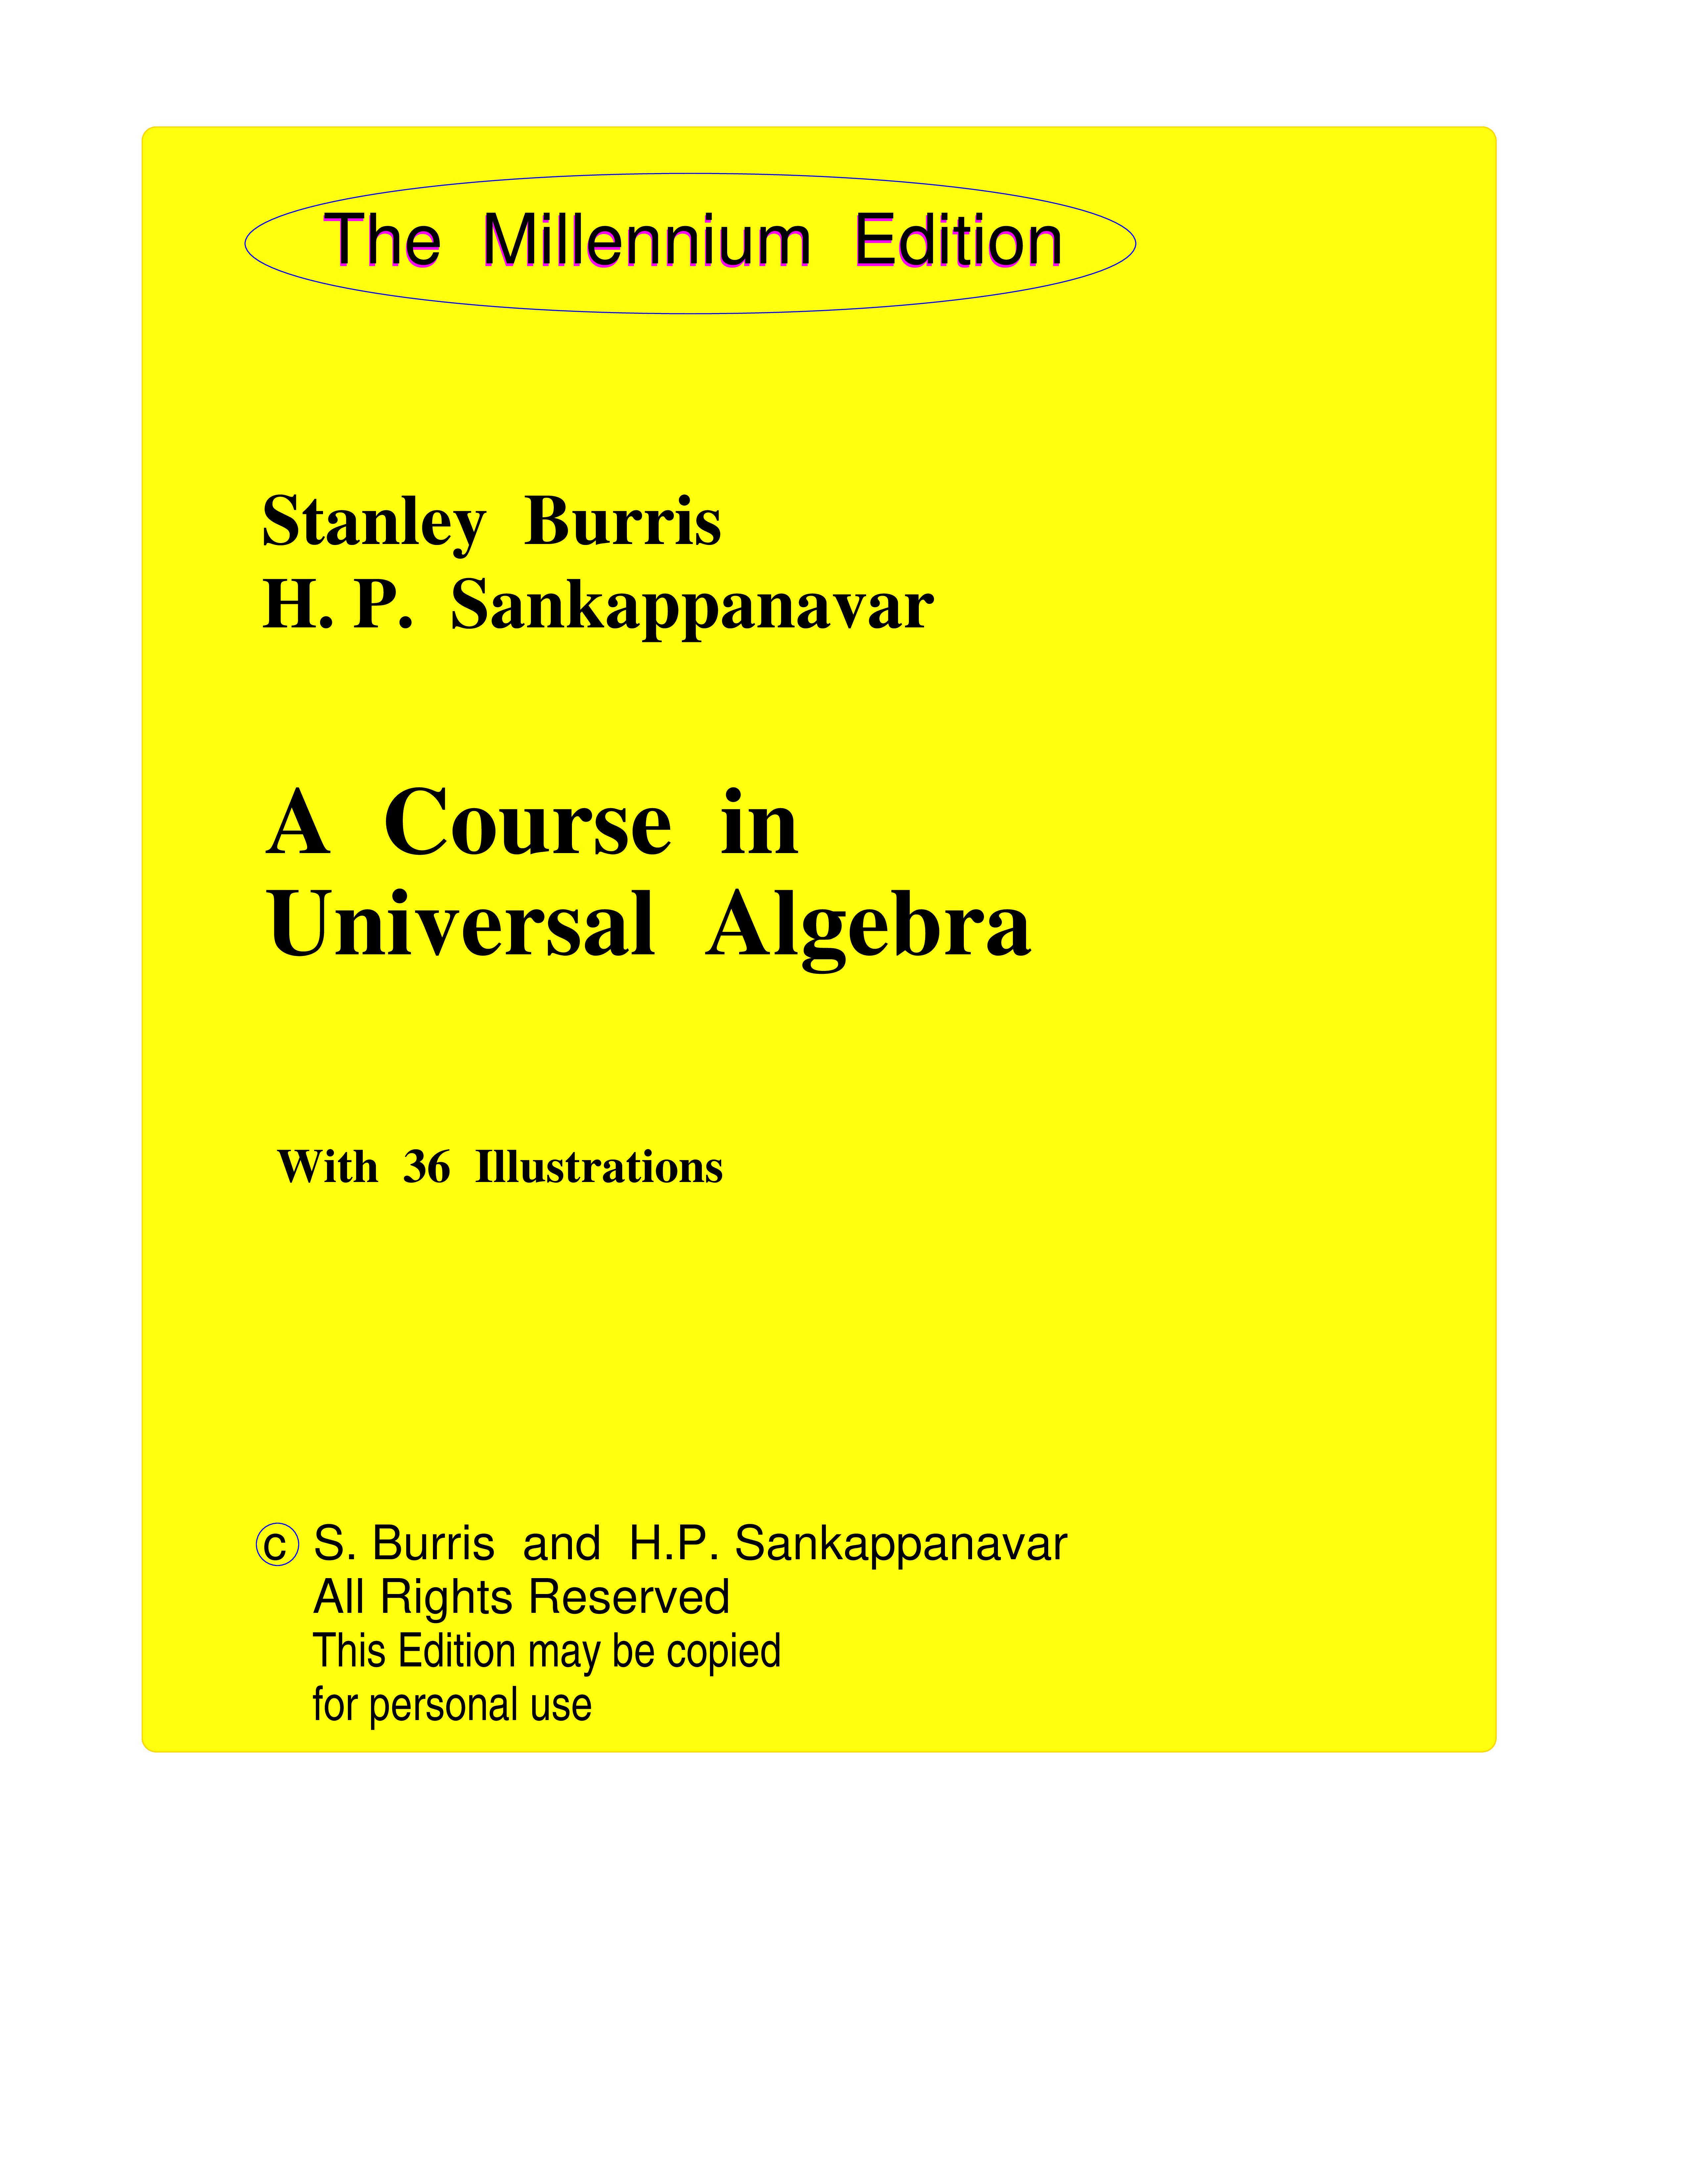 The Millennium Edition
Stanley Burris
H. P. Sankappanavar
A Course in
Universal Algebra
With 36 Illustrations
© S. Burris and H.P. Sankappanavar
All Rights Reserved
This Edition may be copied
for personal use